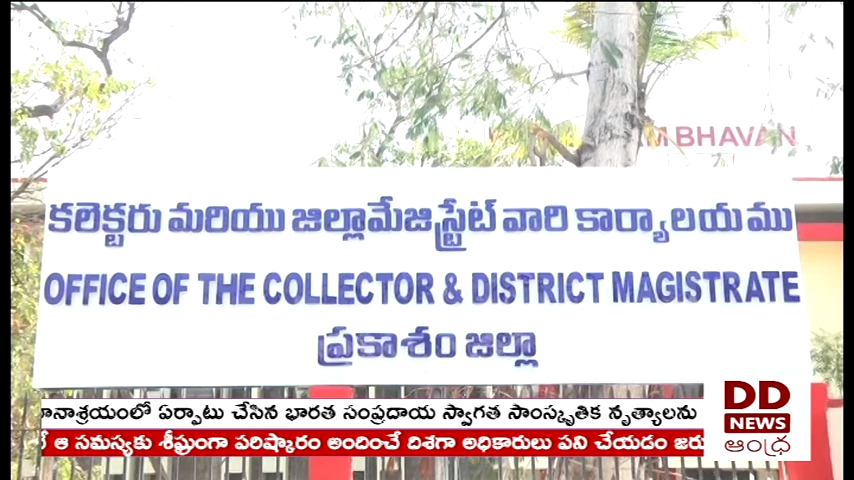 M BHAVAN
కలెక్టరు మరియు జిల్లామేజిస్ట్రేట్ వారి కార్యాలయము
OFFICE OF THE COLLECTOR & DISTRICT MAGISTRATE
ప్రకాశం జిల్లా
ఏర్పాటు చేసిన భారత సంప్రదాయ స్వాగత సాంస్కృతిక నృత్యాలను
ఆ సమస్యకు శీఘ్రంగా పరిష్కారం అందించే దిశగా అధికారులు పని చేయడం జరు
DD
NEWS
ఆంధ్ర